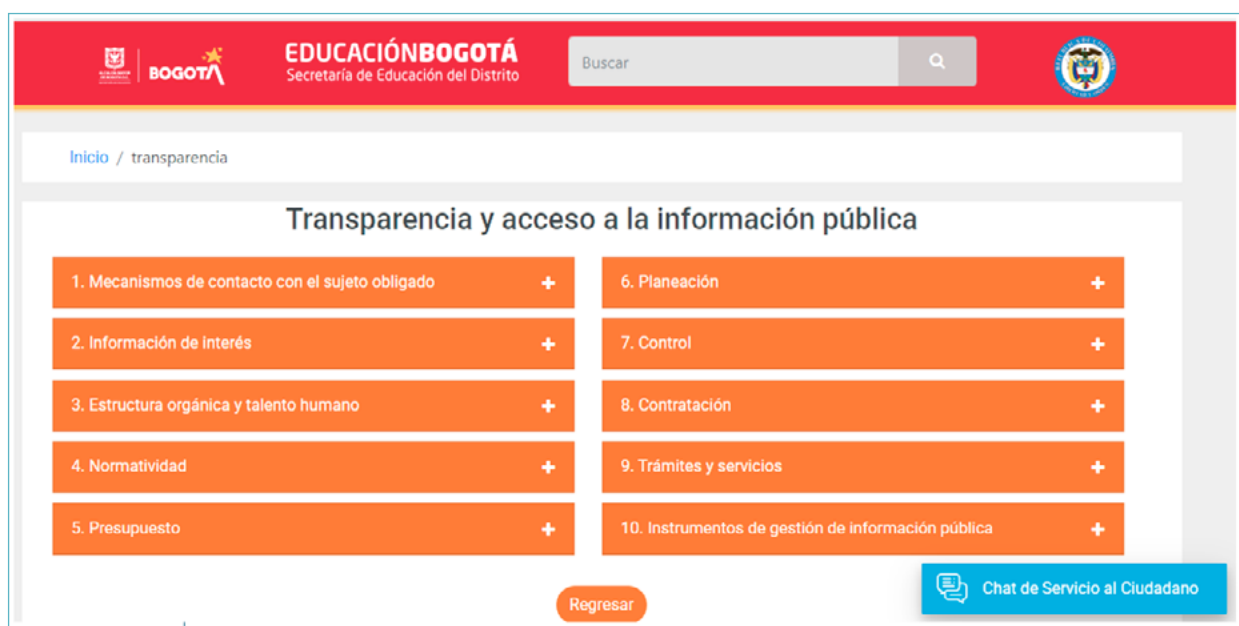 BOGOTÁ
EDUCACIÓNBOGOTÁ
Secretaría de Educación del Distrito
Buscar
Inicio / transparencia
Transparencia y acceso a la información pública
1. Mecanismos de contacto con el sujeto obligado +
2. Información de interés +
3. Estructura orgánica y talento humano +
4. Normatividad +
5. Presupuesto +
6. Planeación +
7. Control +
8. Contratación +
9. Trámites y servicios +
10. Instrumentos de gestión de información pública +
Regresar
Chat de Servicio al Ciudadano